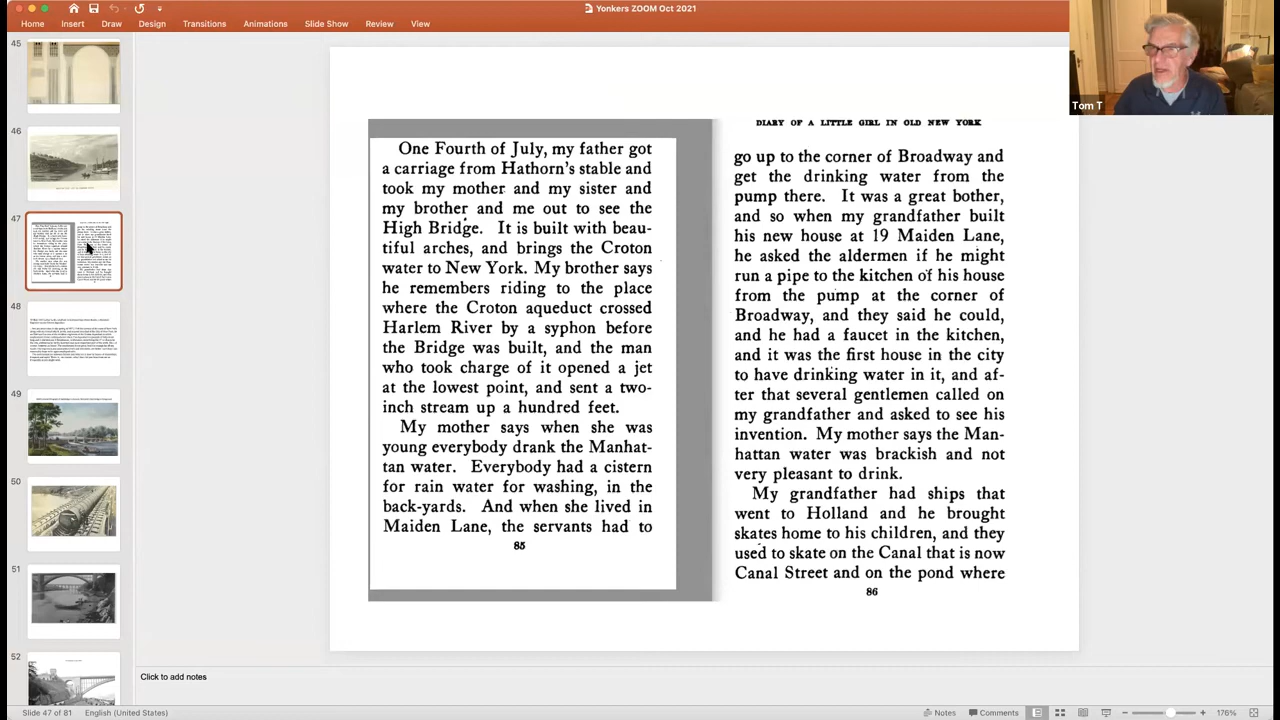 Yonkers ZOOM Oct 2021
Home Insert Draw Design Transitions Animations Slide Show Review View
Tom T
45
46
47
48
49
50
51
52
One Fourth of July, my father got
a carriage from Hathorn's stable and
took my mother and my sister and
my brother and me out to see the
High Bridge. It is built with beau-
tiful arches, and brings the Croton
water to New York. My brother says
he remembers riding to the place
where the Croton aqueduct crossed
Harlem River by a syphon before
the Bridge was built, and the man
who took charge of it opened a jet
at the lowest point, and sent a two-
inch stream up a hundred feet.
My mother says when she was
young everybody drank the Manhat-
tan water. Everybody had a cistern
for rain water for washing, in the
back-yards. And when she lived in
Maiden Lane, the servants had to
85
DIARY OF A LITTLE GIRL IN OLD NEW YORK
go up to the corner of Broadway and
get the drinking water from the
pump there. It was a great bother,
and so when my grandfather built
his new house at 19 Maiden Lane,
he asked the aldermen if he might
run a pipe to the kitchen of his house
from the pump at the corner of
Broadway, and they said he could,
and he had a faucet in the kitchen,
and it was the first house in the city
to have drinking water in it, and af-
ter that several gentlemen called on
my grandfather and asked to see his
invention. My mother says the Man-
hattan water was brackish and not
very pleasant to drink.
My grandfather had ships that
went to Holland and he brought
skates home to his children, and they
used to skate on the Canal that is now
Canal Street and on the pond where
86
Click to add notes
Slide 47 of 81 English (United States) Notes Comments 176%